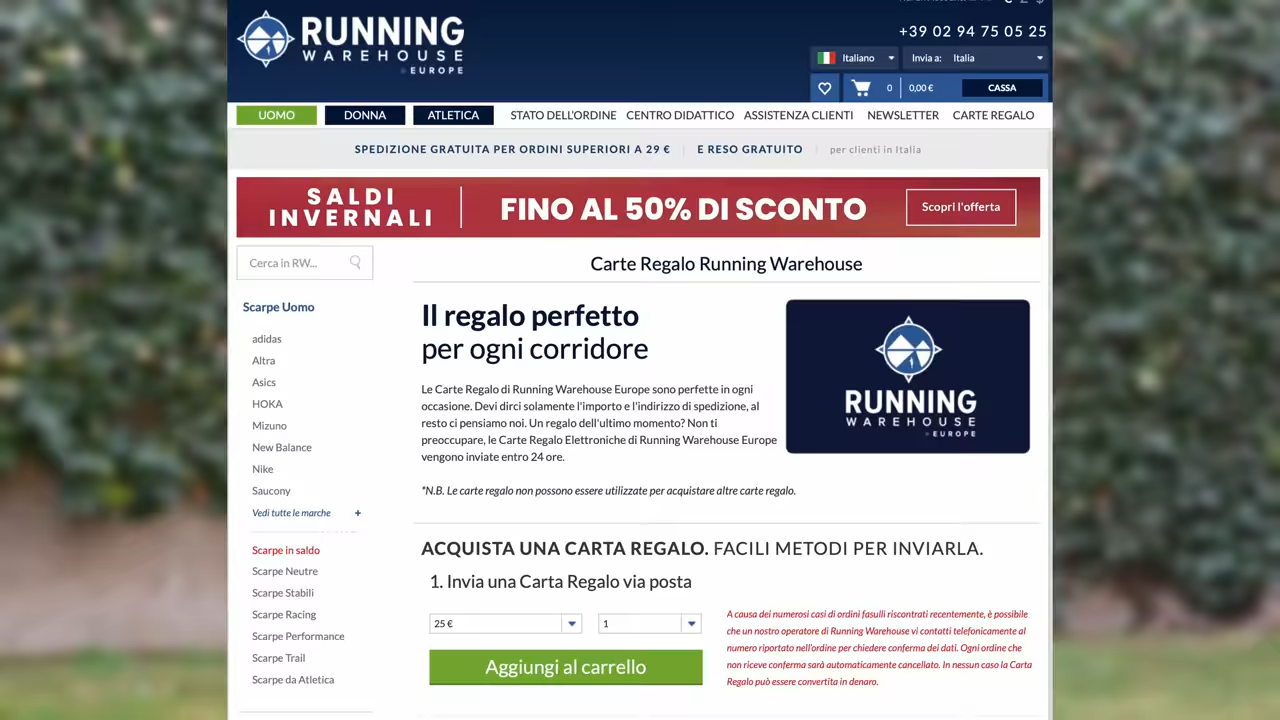 RUNNING
WAREHOUSE
EUROPE
+39 02 94 75 05 25
Italiano
Invia a: Italia
0
0,00 €
CASSA
UOMO
DONNA
ATLETICA
STATO DELL'ORDINE
CENTRO DIDATTICO
ASSISTENZA CLIENTI
NEWSLETTER
CARTE REGALO
SPEDIZIONE GRATUITA PER ORDINI SUPERIORI A 29 €
E RESO GRATUITO
per clienti in Italia
SALDI
INVERNALI
FINO AL 50% DI SCONTO
Scopri l'offerta
Cerca in RW...
Carte Regalo Running Warehouse
Scarpe Uomo
adidas
Altra
Asics
HOKA
Mizuno
New Balance
Nike
Saucony
Vedi tutte le marche +
Scarpe in saldo
Scarpe Neutre
Scarpe Stabili
Scarpe Racing
Scarpe Performance
Scarpe Trail
Scarpe da Atletica
Il regalo perfetto
per ogni corridore
Le Carte Regalo di Running Warehouse Europe sono perfette in ogni
occasione. Devi dirci solamente l'importo e l'indirizzo di spedizione, al
resto ci pensiamo noi. Un regalo dell'ultimo momento? Non ti
preoccupare, le Carte Regalo Elettroniche di Running Warehouse Europe
vengono inviate entro 24 ore.
*N.B. Le carte regalo non possono essere utilizzate per acquistare altre carte regalo.
RUNNING
WAREHOUSE
EUROPE
ACQUISTA UNA CARTA REGALO. FACILI METODI PER INVIARLA.
1. Invia una Carta Regalo via posta
25 €
1
Aggiungi al carrello
A causa dei numerosi casi di ordini fasulli riscontrati recentemente, è possibile
che un nostro operatore di Running Warehouse vi contatti telefonicamente al
numero riportato nell'ordine per chiedere conferma dei dati. Ogni ordine che
non riceve conferma sarà automaticamente cancellato. In nessun caso la Carta
Regalo può essere convertita in denaro.